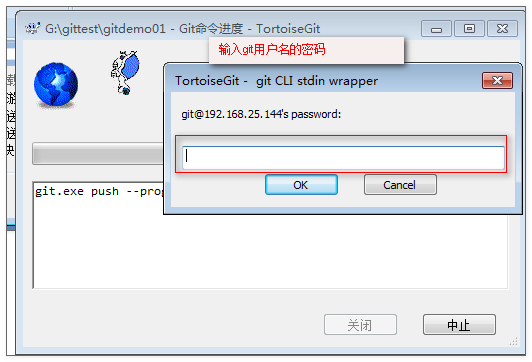 G:\gittest\gitdemo01 - Git命令进度 - TortoiseGit
输入git用户名的密码
TortoiseGit - git CLI stdin wrapper
git@192.168.25.144's password:
OK
Cancel
git.exe push --prog
关闭
中止